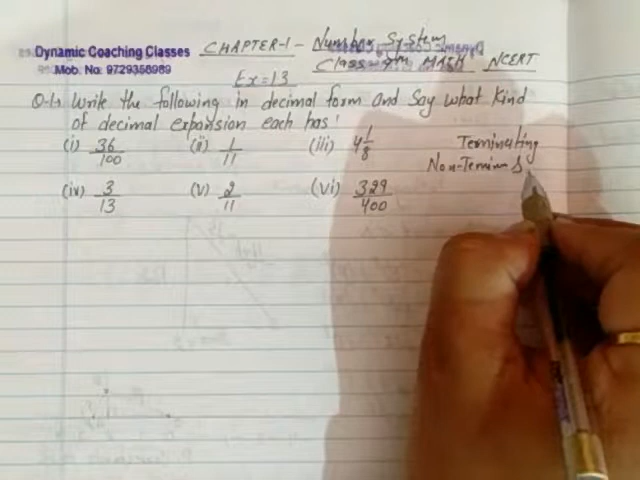 Dynamic Coaching Classes CHAPTER-1- Number System
Mob. No. 9729356989 Class 9th MATH NCERT
Ex=1.3
Q-1. Write the following in decimal form and Say what Kind
of decimal expansion each has!
(i) 36/100 (ii) 1/11 (iii) 4 1/8 Terminating
Non-Terminu &
(iv) 3/13 (v) 2/11 (vi) 329/400